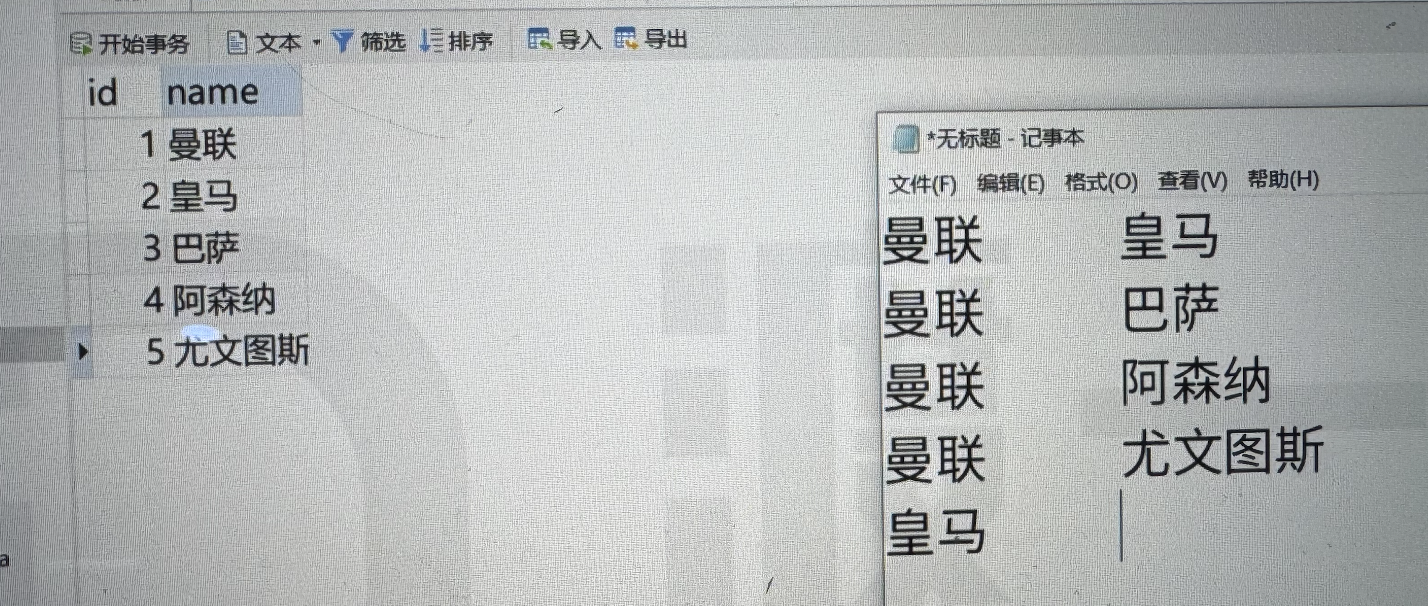 开始事务 文本 筛选 排序 导入 导出
id name
1 曼联
2 皇马
3 巴萨
4 阿森纳
5 尤文图斯
*无标题 - 记事本
文件(F) 编辑(E) 格式(O) 查看(V) 帮助(H)
曼联 皇马
曼联 巴萨
曼联 阿森纳
曼联 尤文图斯
皇马
a